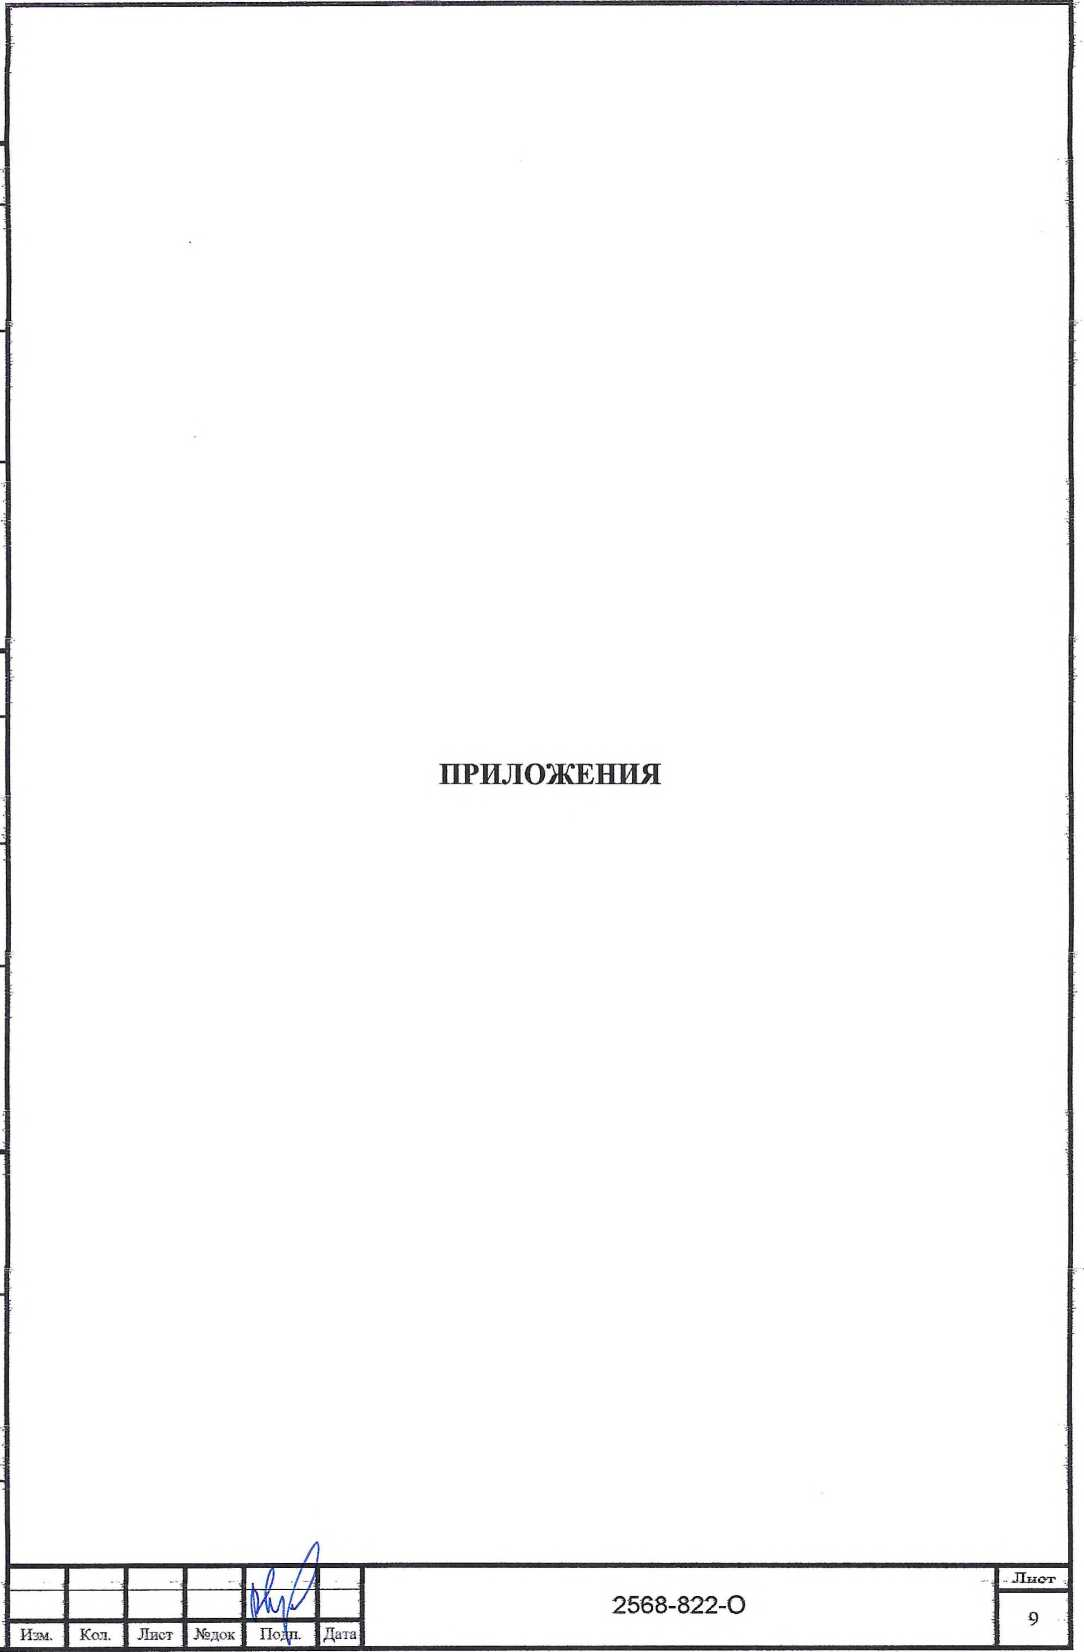 ПРИЛОЖЕНИЯ
2568-822-О
Лист
9
Изм. Кол. Лист №док Подп. Дата